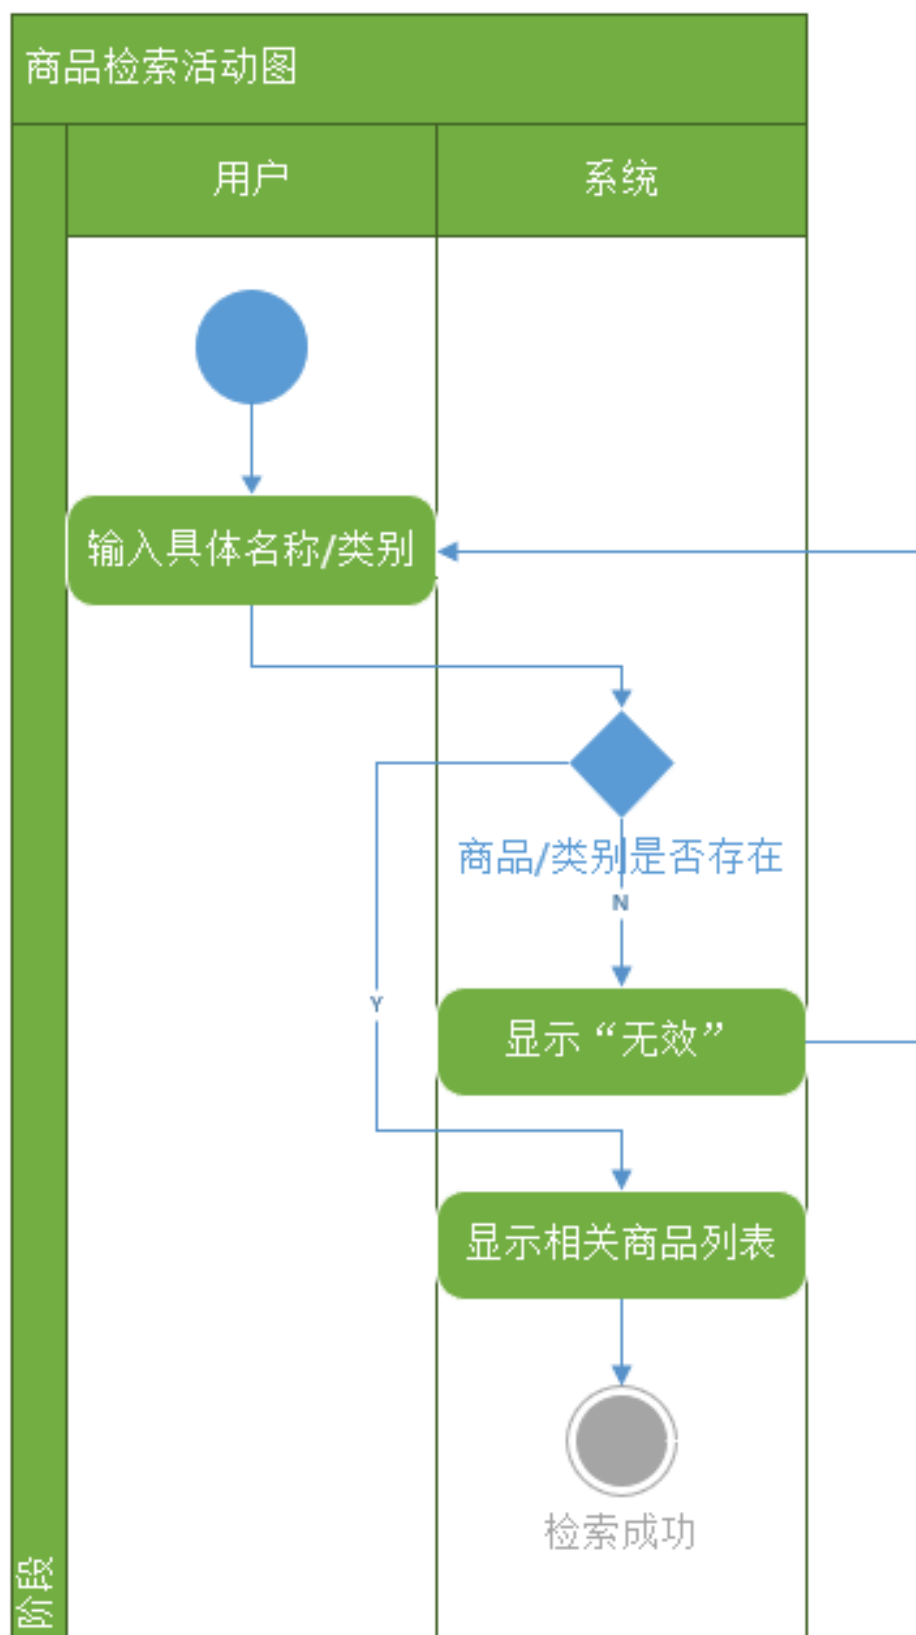 商品检索活动图
用户
系统
输入具体名称/类别
商品/类别是否存在
N
Y
显示“无效”
显示相关商品列表
检索成功
阶段